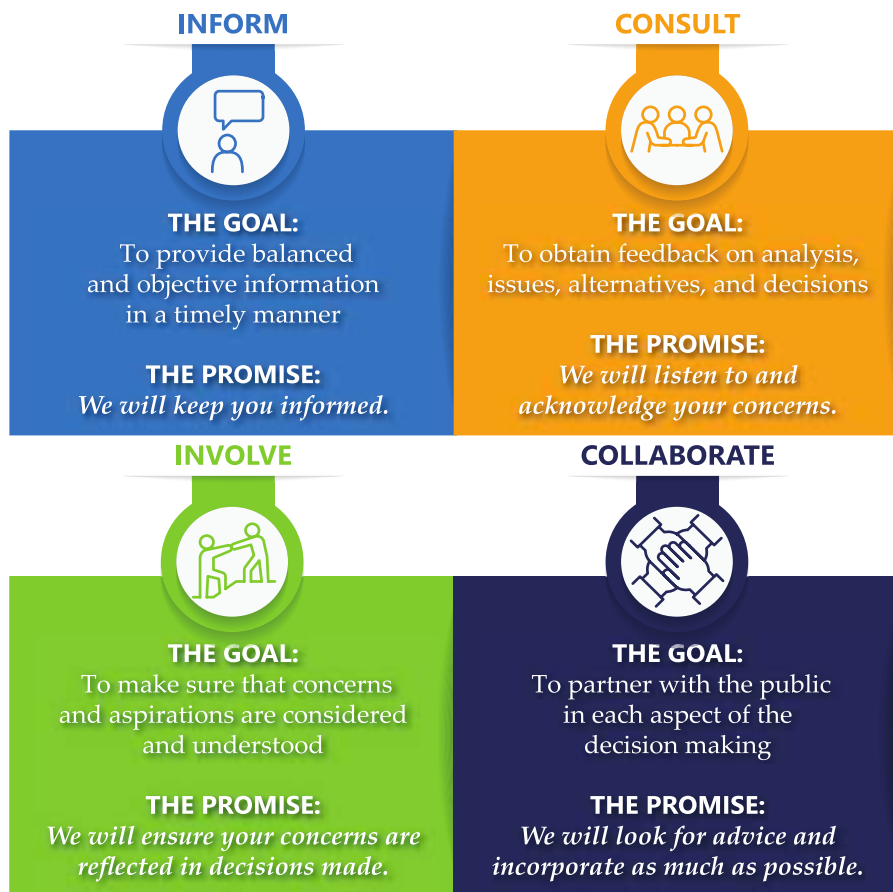 INFORM
THE GOAL:
To provide balanced
and objective information
in a timely manner
THE PROMISE:
We will keep you informed.
CONSULT
THE GOAL:
To obtain feedback on analysis,
issues, alternatives, and decisions
THE PROMISE:
We will listen to and
acknowledge your concerns.
INVOLVE
THE GOAL:
To make sure that concerns
and aspirations are considered
and understood
THE PROMISE:
We will ensure your concerns are
reflected in decisions made.
COLLABORATE
THE GOAL:
To partner with the public
in each aspect of the
decision making
THE PROMISE:
We will look for advice and
incorporate as much as possible.